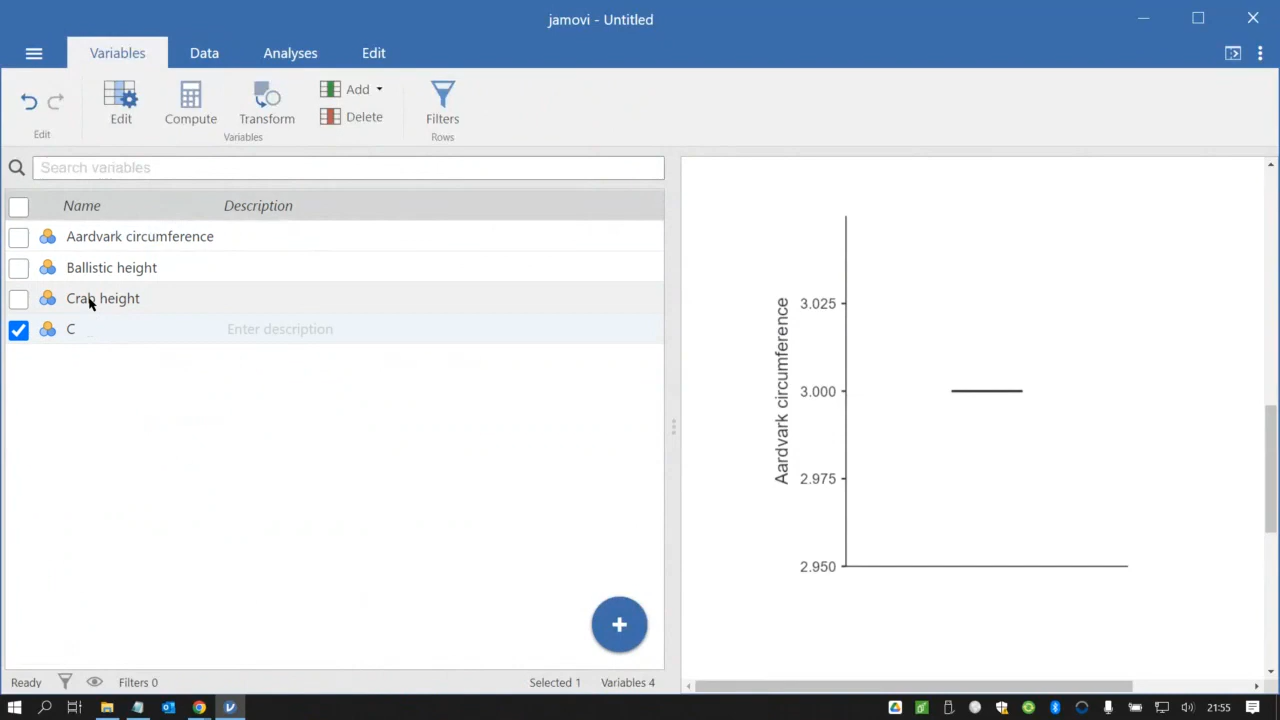 jamovi - Untitled
Variables
Data
Analyses
Edit
Edit
Compute
Transform
Add
Delete
Filters
Edit
Variables
Rows
Search variables
Name
Description
Aardvark circumference
Ballistic height
Crab height
C
Enter description
Aardvark circumference
3.025
3.000
2.975
2.950
+
Ready
Filters 0
Selected 1
Variables 4
21:55